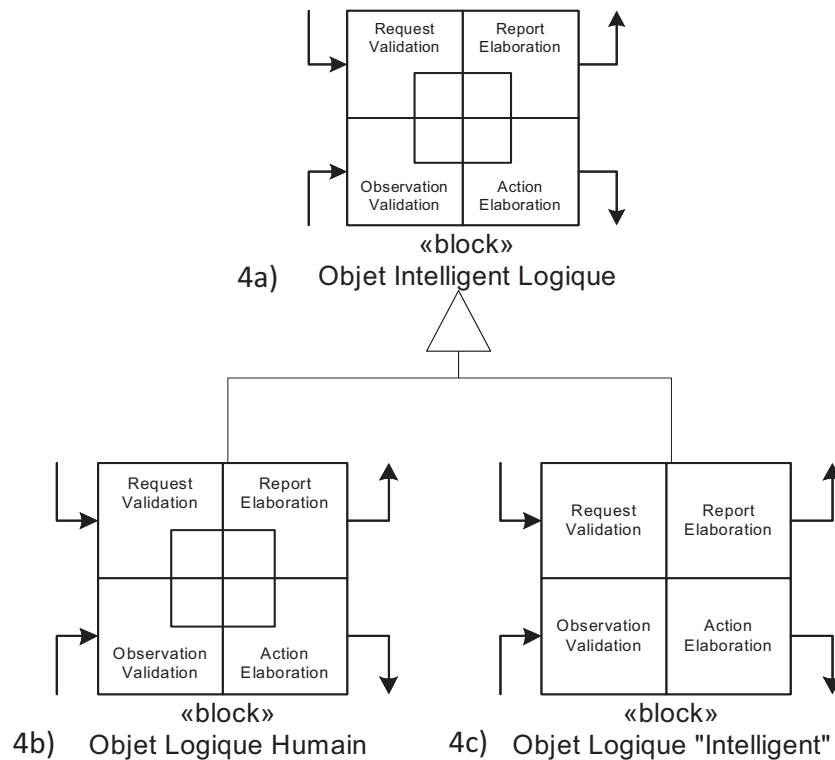 Request
Validation
Report
Elaboration
Observation
Validation
Action
Elaboration
«block»
4a) Objet Intelligent Logique
Request
Validation
Report
Elaboration
Observation
Validation
Action
Elaboration
«block»
4b) Objet Logique Humain
Request
Validation
Report
Elaboration
Observation
Validation
Action
Elaboration
«block»
4c) Objet Logique "Intelligent"